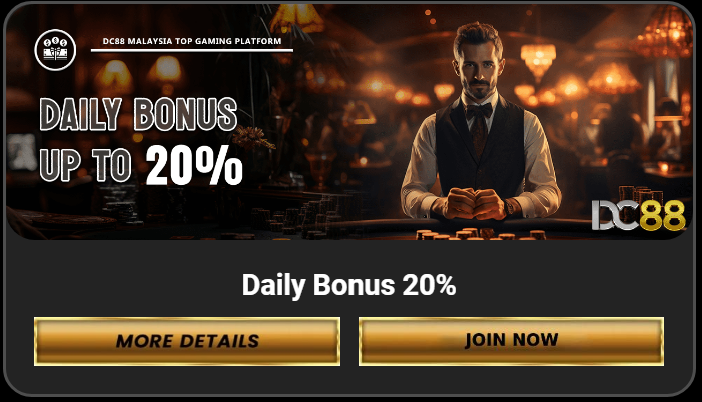 DC88 MALAYSIA TOP GAMING PLATFORM
DAILY BONUS
UP TO 20%
DC88
Daily Bonus 20%
MORE DETAILS
JOIN NOW